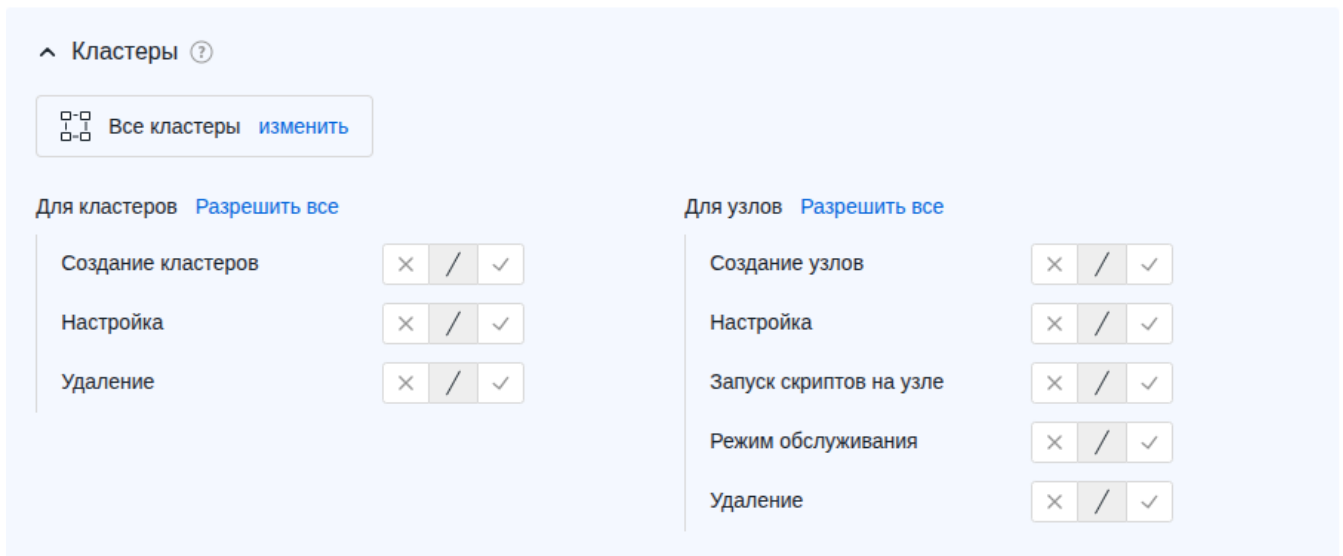 Кластеры ?
Все кластеры изменить
Для кластеров Разрешить все
Создание кластеров
Настройка
Удаление
Для узлов Разрешить все
Создание узлов
Настройка
Запуск скриптов на узле
Режим обслуживания
Удаление